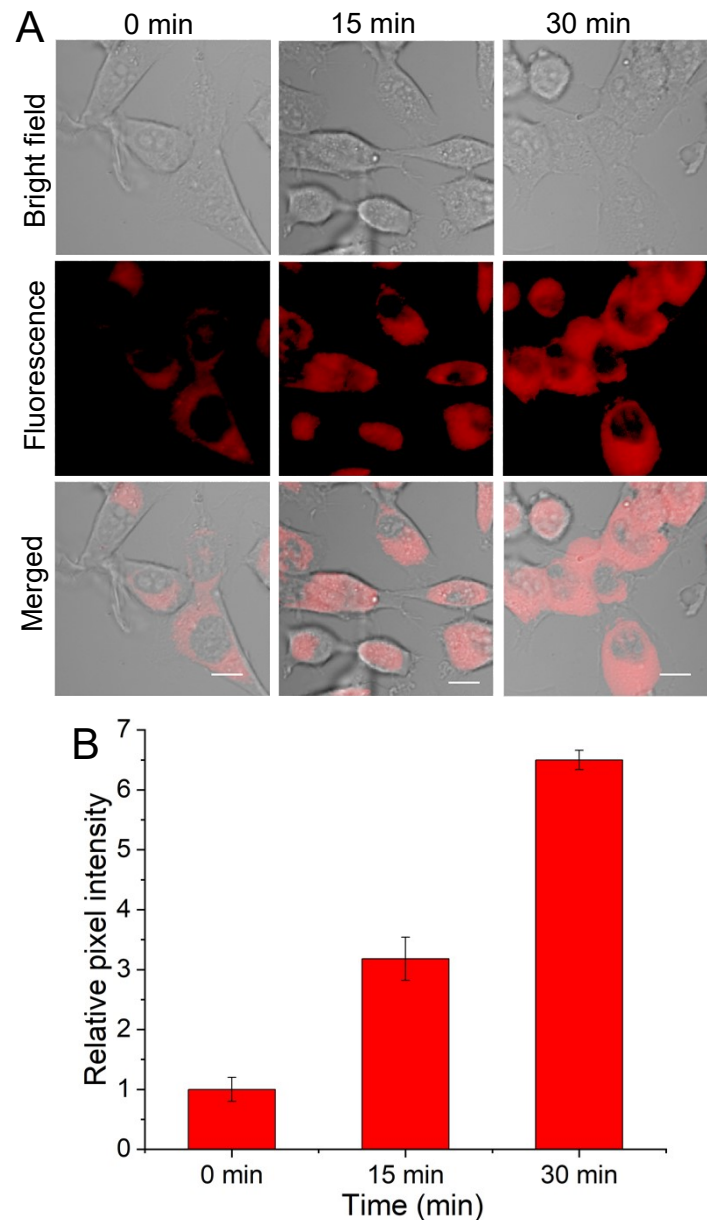 A
0 min 15 min 30 min
Bright field
Fluorescence
Merged
B
Relative pixel intensity
7
6
5
4
3
2
1
0
0 min 15 min 30 min
Time (min)